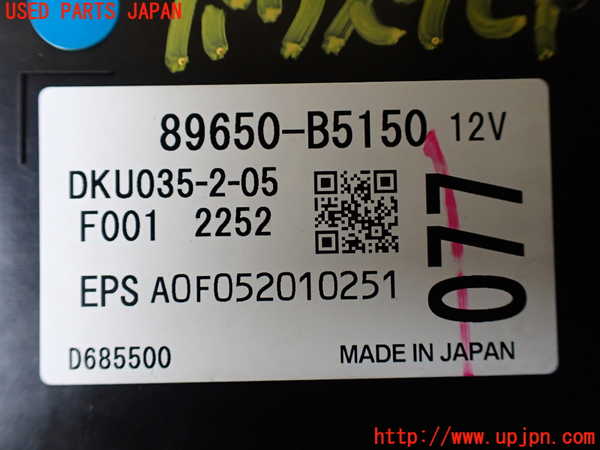 USED PARTS JAPAN
89650-B5150 12V
DKU035-2-05
F001 2252
077
EPS A0F052010251
D685500
MADE IN JAPAN
http://www.upjpn.com/